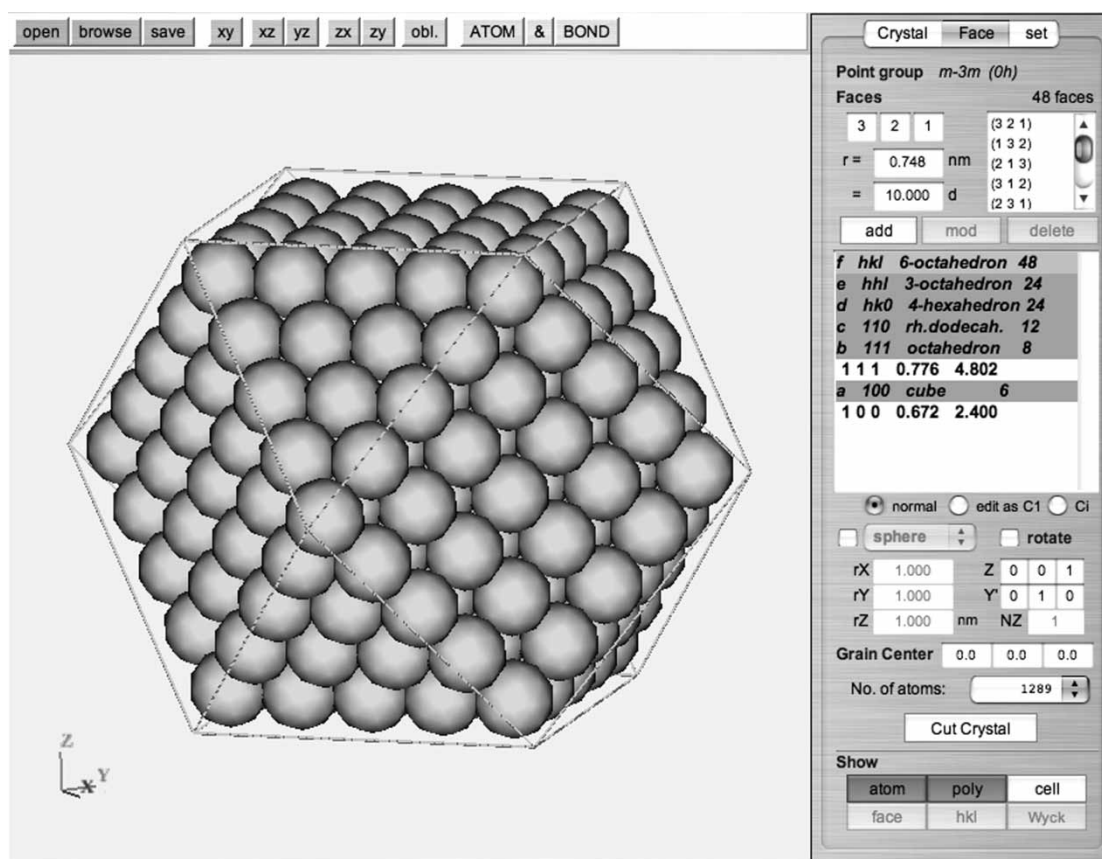 open browse save xy xz yz zx zy obl. ATOM & BOND
Crystal Face set
Point group m-3m (0h)
Faces 48 faces
3 2 1
(3 2 1)
(1 3 2)
(2 1 3)
(3 1 2)
(2 3 1)
r = 0.748 nm
= 10.000 d
add mod delete
f hkl 6-octahedron 48
e hhl 3-octahedron 24
d hk0 4-hexahedron 24
c 110 rh.dodecah. 12
b 111 octahedron 8
1 1 1 0.776 4.802
a 100 cube 6
1 0 0 0.672 2.400
normal edit as C1 Ci
sphere rotate
rX 1.000 Z 0 0 1
rY 1.000 Y' 0 1 0
rZ 1.000 nm NZ 1
Grain Center 0.0 0.0 0.0
No. of atoms: 1289
Cut Crystal
Show
atom poly cell
face hkl Wyck
Z
X Y